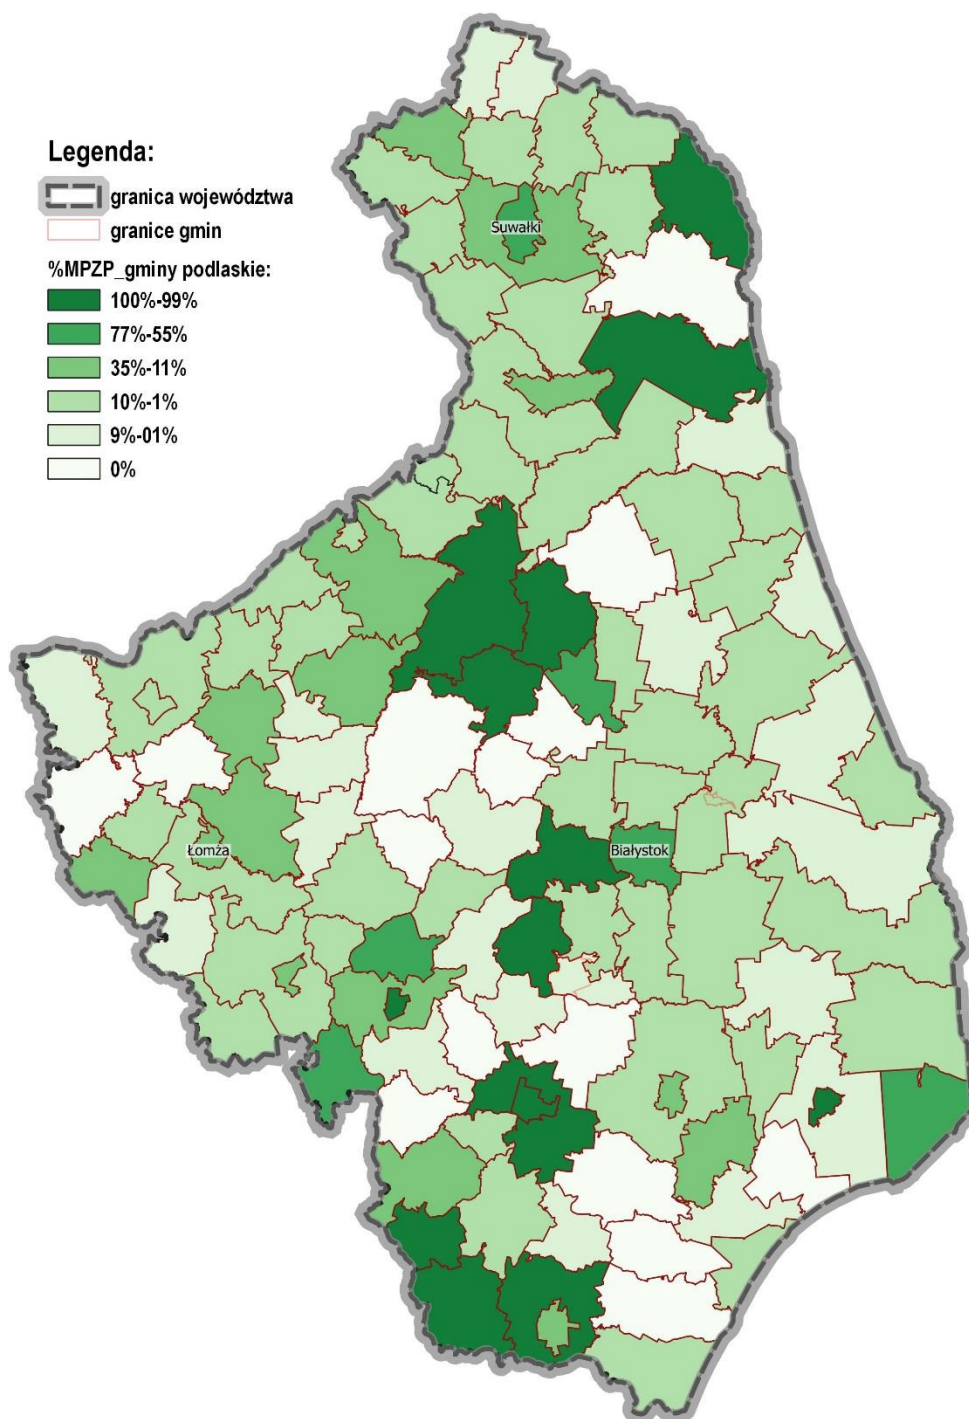 Legenda:
granica województwa
granice gmin
%MPZP_gminy podlaskie:
100%-99%
77%-55%
35%-11%
10%-1%
9%-01%
0%
Suwałki
Łomża
Białystok